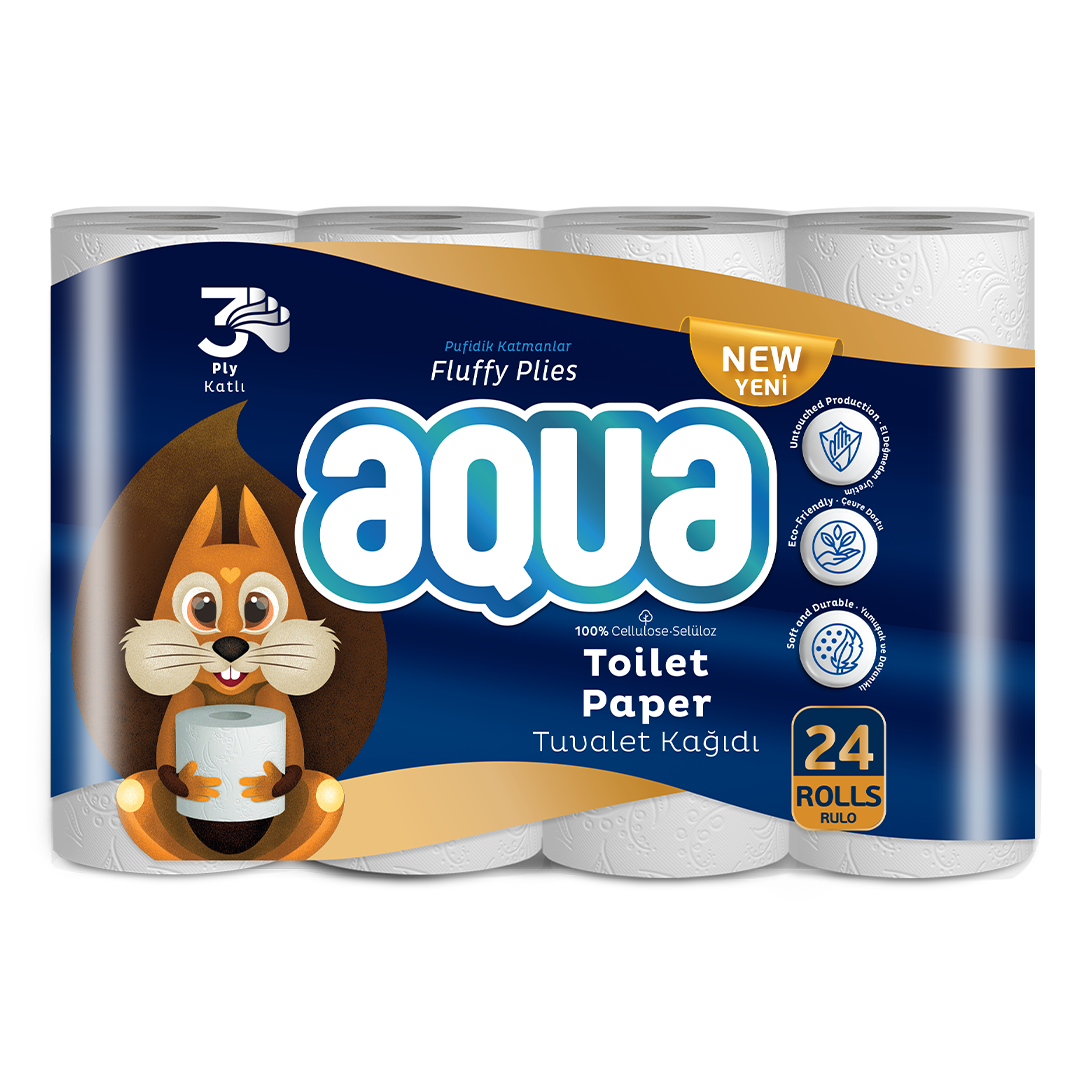 3
Ply
Katlı
Pufidik Katmanlar
Fluffy Plies
NEW
YENİ
aqua
Untouched Production · El Değmeden Üretim
Eco-Friendly · Çevre Dostu
100% Cellulose·Selüloz
Soft and Durable · Yumuşak ve Dayanıklı
Toilet
Paper
Tuvalet Kağıdı
24
ROLLS
RULO